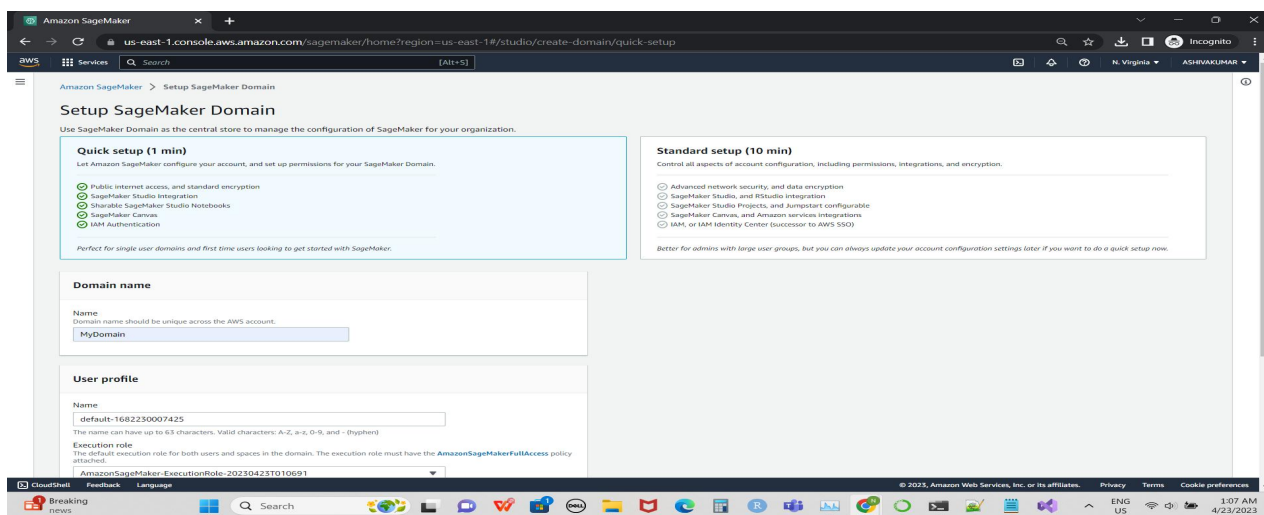 Amazon SageMaker
us-east-1.console.aws.amazon.com/sagemaker/home?region=us-east-1#/studio/create-domain/quick-setup
Incognito
aws Services Search [Alt+S] N. Virginia ASHIVAKUMAR
Amazon SageMaker > Setup SageMaker Domain
Setup SageMaker Domain
Use SageMaker Domain as the central store to manage the configuration of SageMaker for your organization.
Quick setup (1 min)
Let Amazon SageMaker configure your account, and set up permissions for your SageMaker Domain.
Public internet access, and standard encryption
SageMaker Studio Integration
Sharable SageMaker Studio Notebooks
SageMaker Canvas
IAM Authentication
Perfect for single user domains and first time users looking to get started with SageMaker.
Standard setup (10 min)
Control all aspects of account configuration, including permissions, integrations, and encryption.
Advanced network security, and data encryption
SageMaker Studio, and RStudio Integration
SageMaker Studio Projects, and Jumpstart configurable
SageMaker Canvas, and Amazon services integrations
IAM, or IAM Identity Center (successor to AWS SSO)
Better for admins with large user groups, but you can always update your account configuration settings later if you want to do a quick setup now.
Domain name
Name
Domain name should be unique across the AWS account.
MyDomain
User profile
Name
default-1682230007425
The name can have up to 63 characters. Valid characters: A-Z, a-z, 0-9, and - (hyphen)
Execution role
The default execution role for both users and spaces in the domain. The execution role must have the AmazonSageMakerFullAccess policy
attached.
AmazonSageMaker-ExecutionRole-20230423T010691
CloudShell Feedback Language © 2023, Amazon Web Services, Inc. or its affiliates. Privacy Terms Cookie preferences
1 Breaking
news
Search
DELL
R
N
ENG
US
1:07 AM
4/23/2023